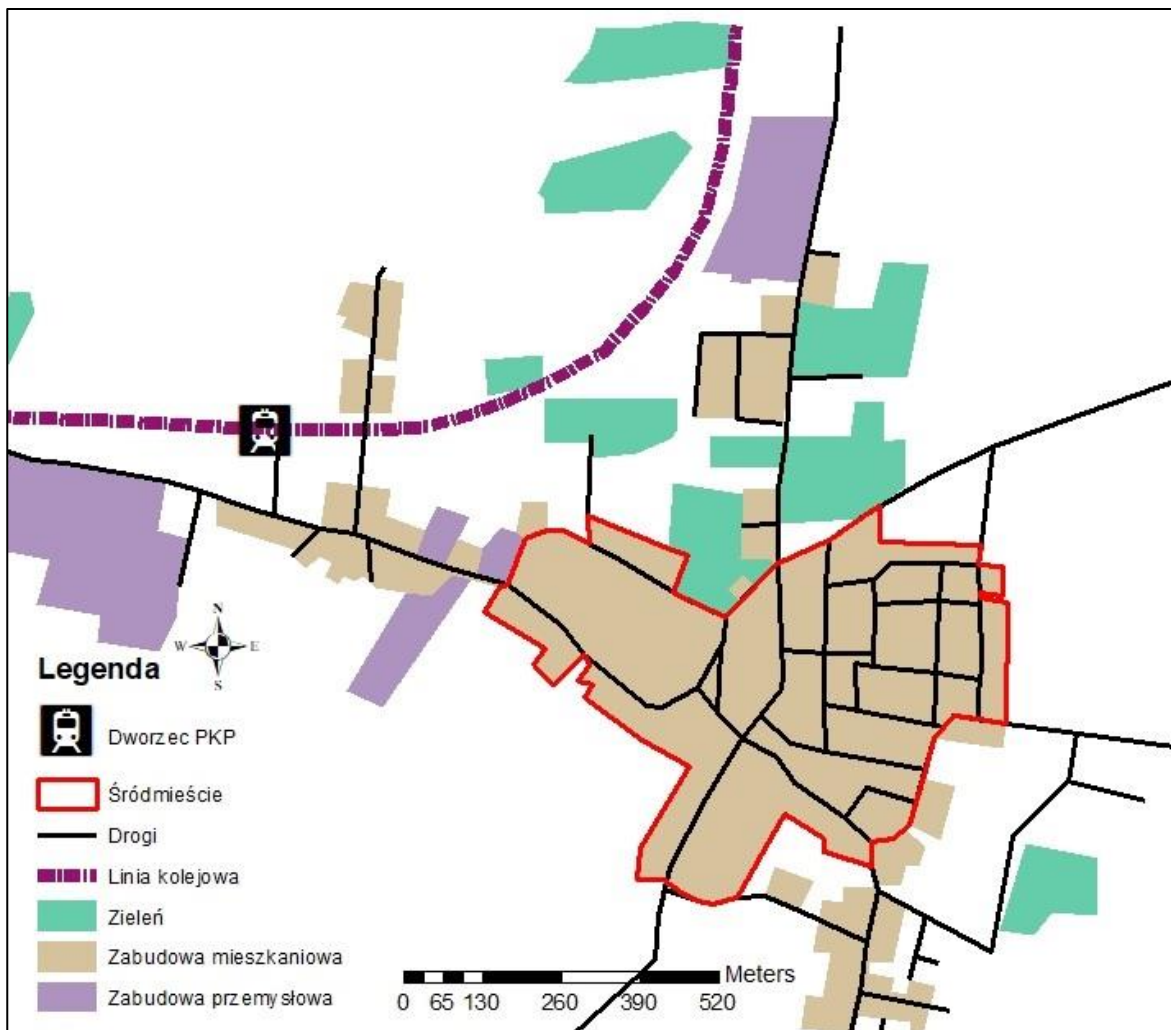 N
W E
S
Legenda
Dworzec PKP
Śródmieście
Drogi
Linia kolejowa
Zieleń
Zabudowa mieszkaniowa
Zabudowa przemysłowa
Meters
0 65 130 260 390 520